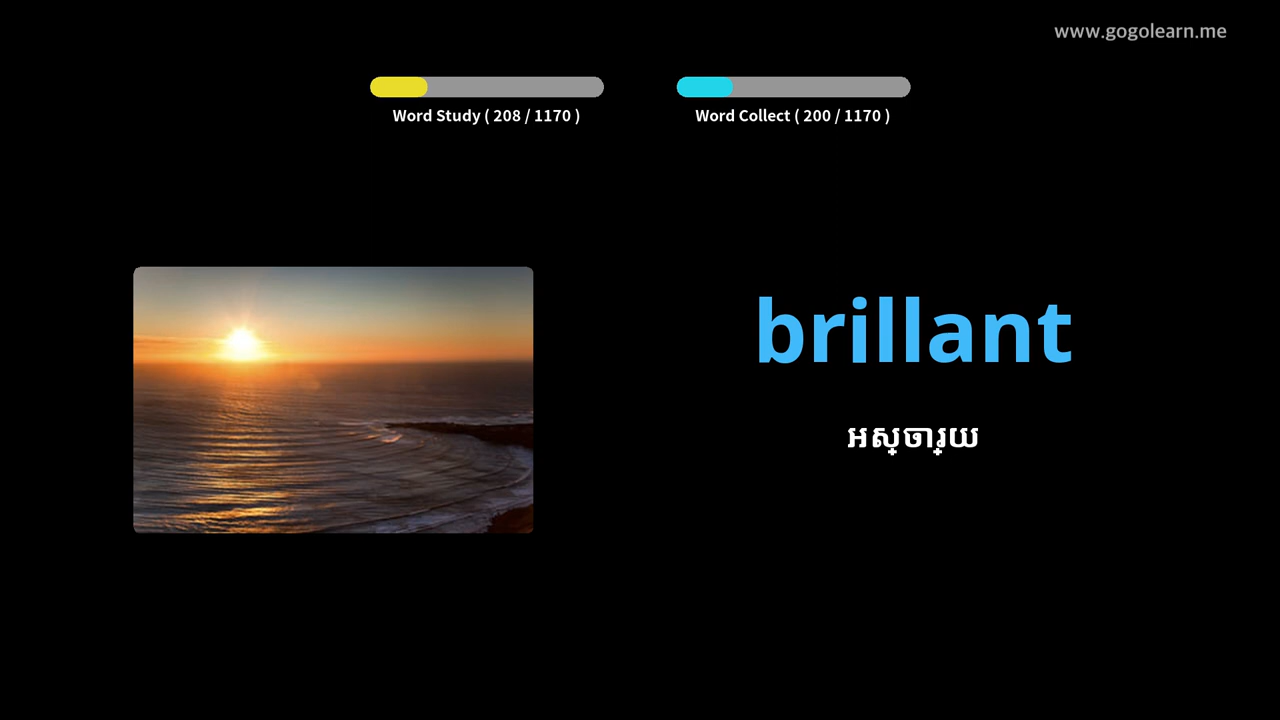 www.gogolearn.me
Word Study ( 208 / 1170 )
Word Collect ( 200 / 1170 )
brillant
អស្ចារ្យ